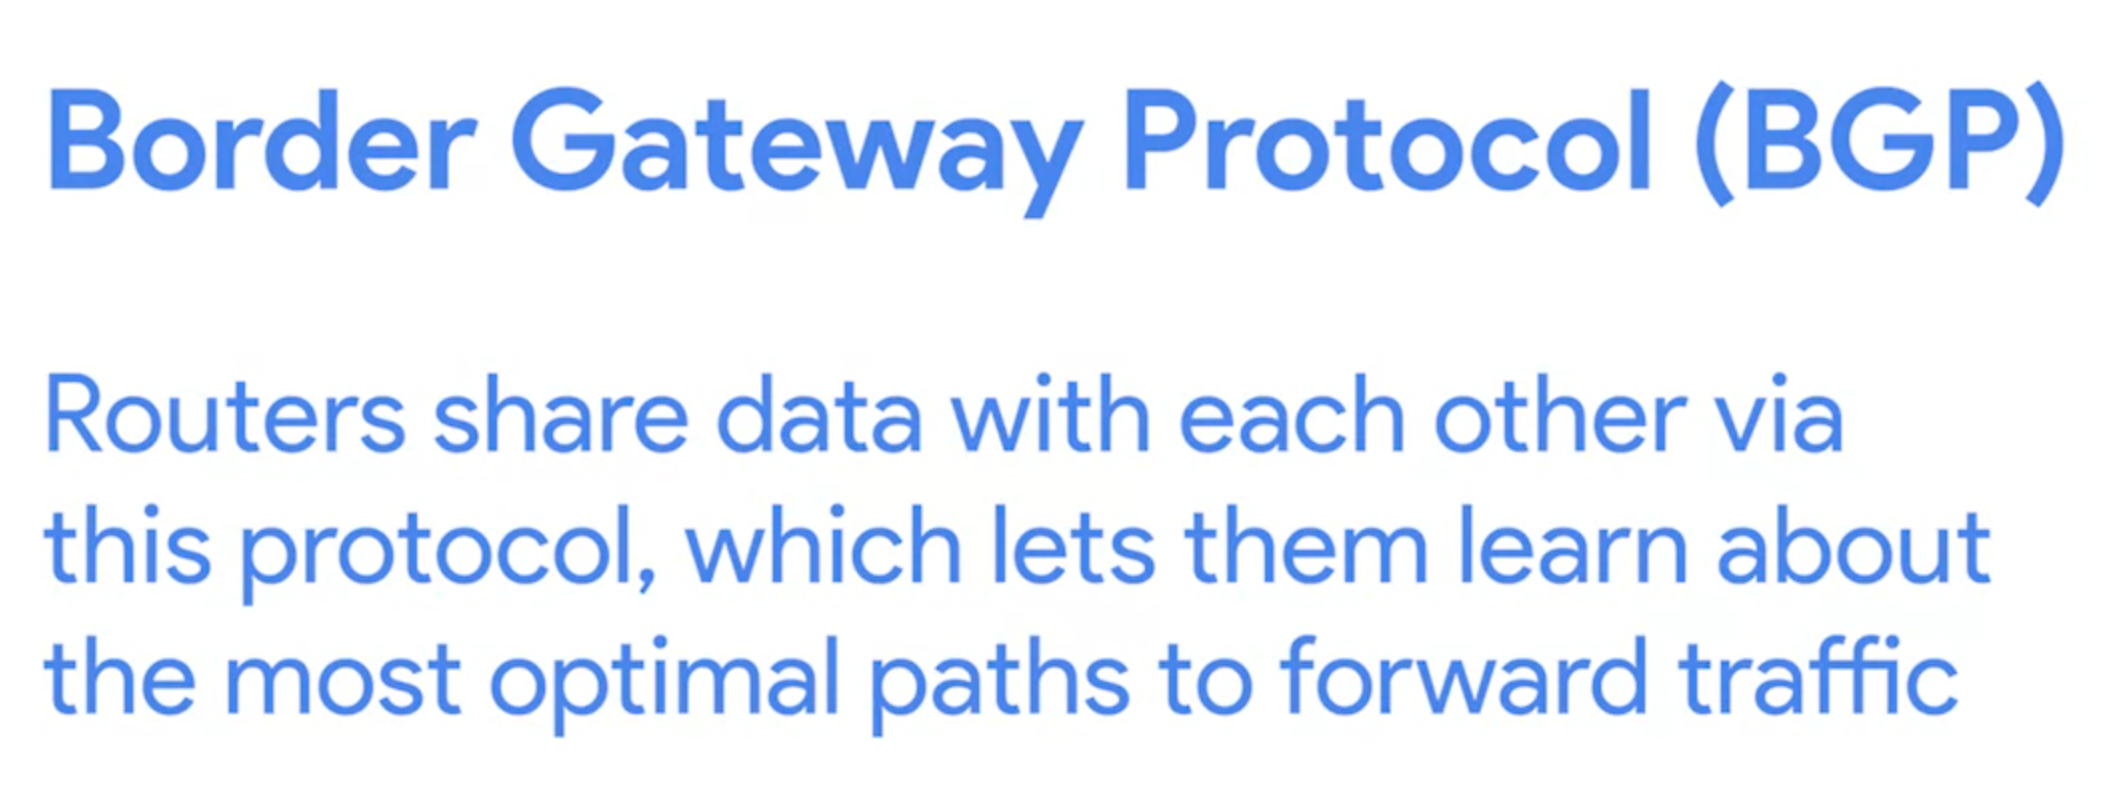 Border Gateway Protocol (BGP)
Routers share data with each other via
this protocol, which lets them learn about
the most optimal paths to forward traffic